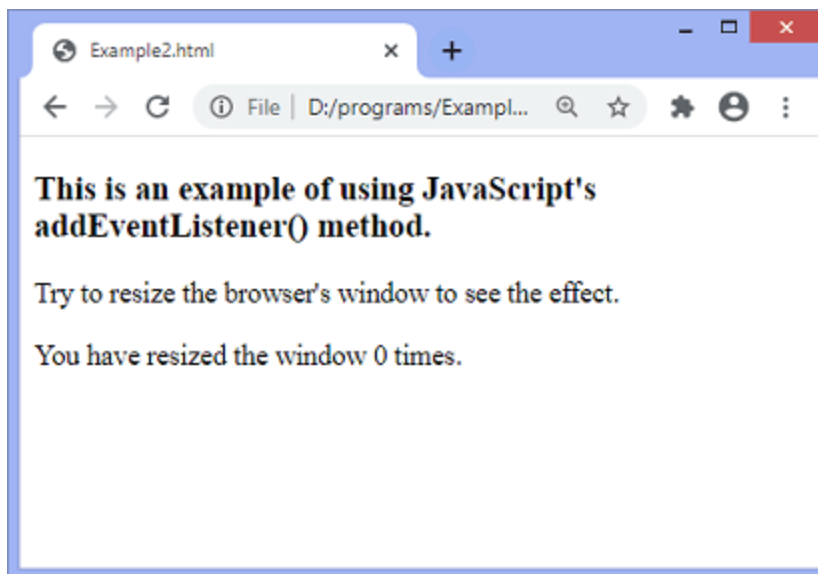 Example2.html
File | D:/programs/Exampl...
This is an example of using JavaScript's
addEventListener() method.
Try to resize the browser's window to see the effect.
You have resized the window 0 times.